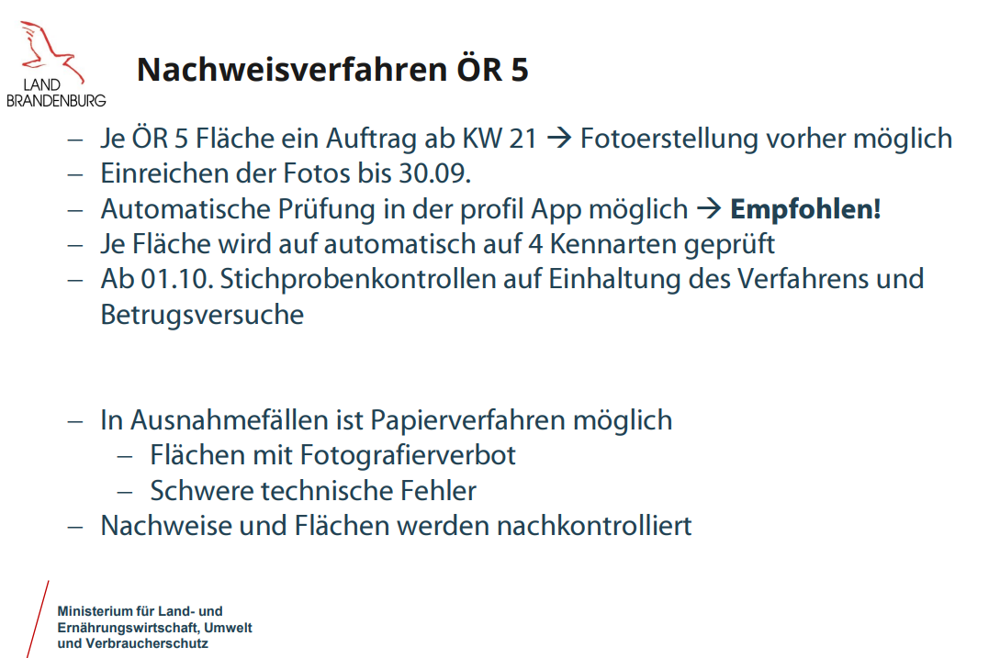 LAND
BRANDENBURG
Nachweisverfahren ÖR 5
– Je ÖR 5 Fläche ein Auftrag ab KW 21 → Fotoerstellung vorher möglich
– Einreichen der Fotos bis 30.09.
– Automatische Prüfung in der profil App möglich → Empfohlen!
– Je Fläche wird auf automatisch auf 4 Kennarten geprüft
– Ab 01.10. Stichprobenkontrollen auf Einhaltung des Verfahrens und
Betrugsversuche
– In Ausnahmefällen ist Papierverfahren möglich
– Flächen mit Fotografierverbot
– Schwere technische Fehler
– Nachweise und Flächen werden nachkontrolliert
Ministerium für Land- und
Ernährungswirtschaft, Umwelt
und Verbraucherschutz